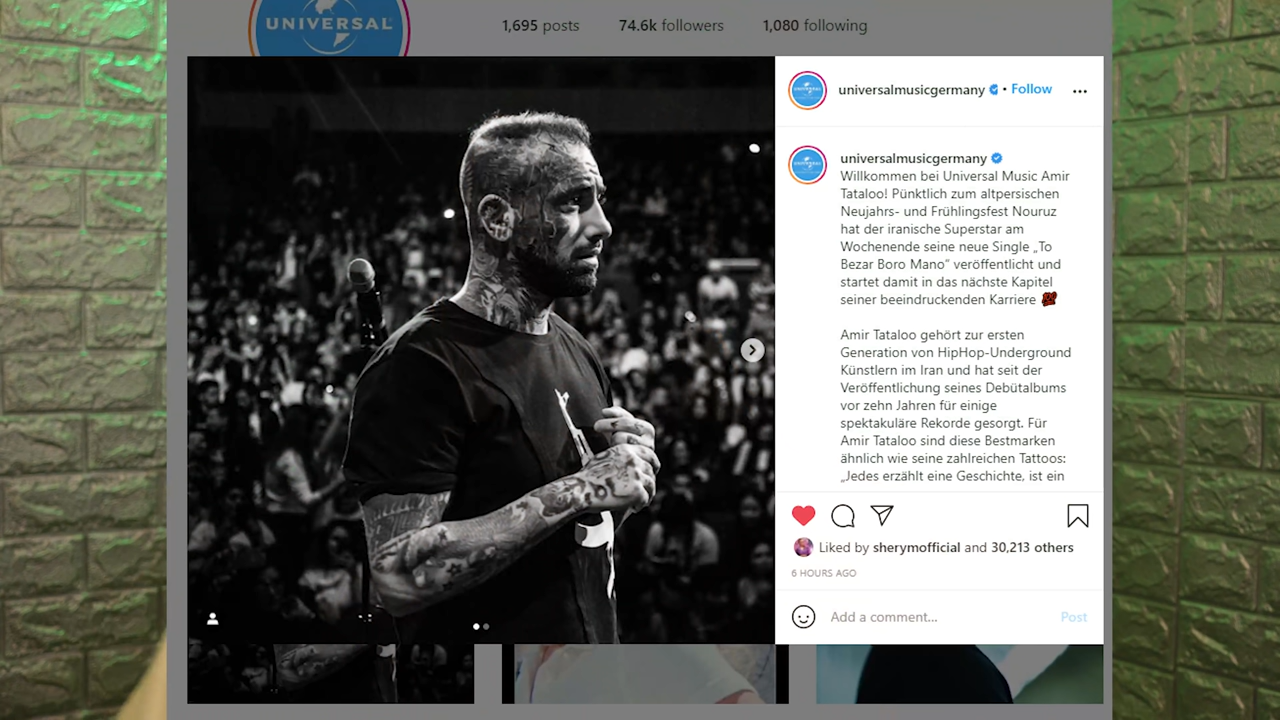 UNIVERSAL
1,695 posts 74.6k followers 1,080 following
universalmusicgermany • Follow
universalmusicgermany
Willkommen bei Universal Music Amir
Tataloo! Pünktlich zum altpersischen
Neujahrs- und Frühlingsfest Nouruz
hat der iranische Superstar am
Wochenende seine neue Single „To
Bezar Boro Mano“ veröffentlicht und
startet damit in das nächste Kapitel
seiner beeindruckenden Karriere
Amir Tataloo gehört zur ersten
Generation von HipHop-Underground
Künstlern im Iran und hat seit der
Veröffentlichung seines Debütalbums
vor zehn Jahren für einige
spektakuläre Rekorde gesorgt. Für
Amir Tataloo sind diese Bestmarken
ähnlich wie seine zahlreichen Tattoos:
„Jedes erzählt eine Geschichte, ist ein
Liked by sherymofficial and 30,213 others
6 HOURS AGO
Add a comment... Post